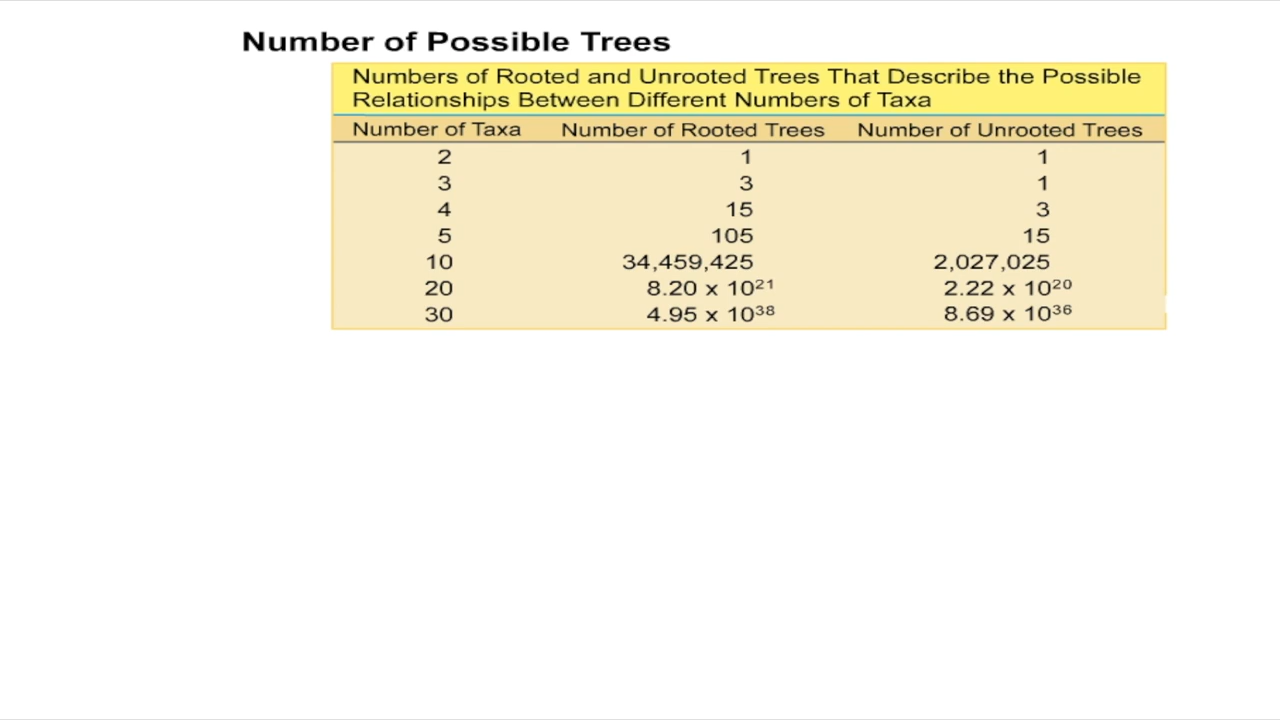 Number of Possible Trees
Numbers of Rooted and Unrooted Trees That Describe the Possible
Relationships Between Different Numbers of Taxa
Number of Taxa Number of Rooted Trees Number of Unrooted Trees
2 1 1
3 3 1
4 15 3
5 105 15
10 34,459,425 2,027,025
20 8.20 x 10²¹ 2.22 x 10²⁰
30 4.95 x 10³⁸ 8.69 x 10³⁶